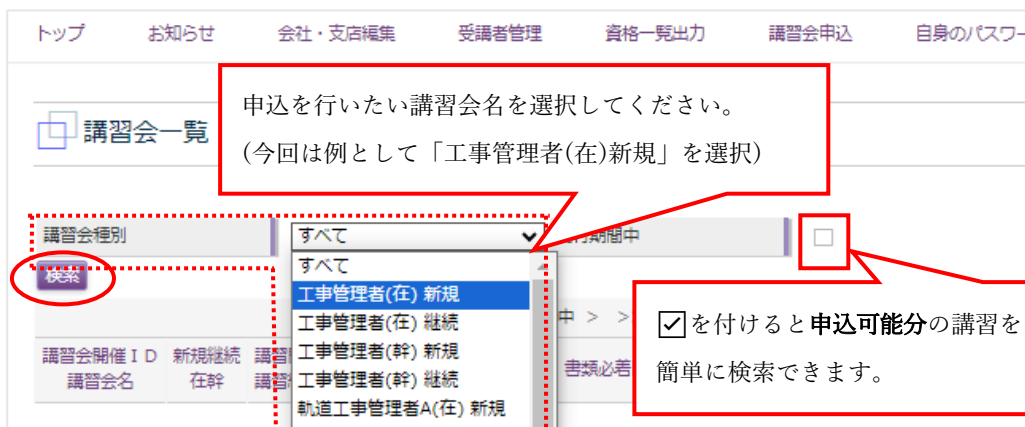 トップ お知らせ 会社・支店編集 受講者管理 資格一覧出力 講習会申込 自身のパスワー
申込を行いたい講習会名を選択してください。
(今回は例として「工事管理者(在)新規」を選択)
講習会一覧
講習会種別 すべて 期間中
検索
すべて
工事管理者(在) 新規
工事管理者(在) 継続
工事管理者(幹) 新規
工事管理者(幹) 継続
軌道工事管理者A(在) 新規
中 > >
講習会開催ＩＤ 新規継続 講習
講習会名 在幹 講習
書類必着
☑を付けると申込可能分の講習を
簡単に検索できます。